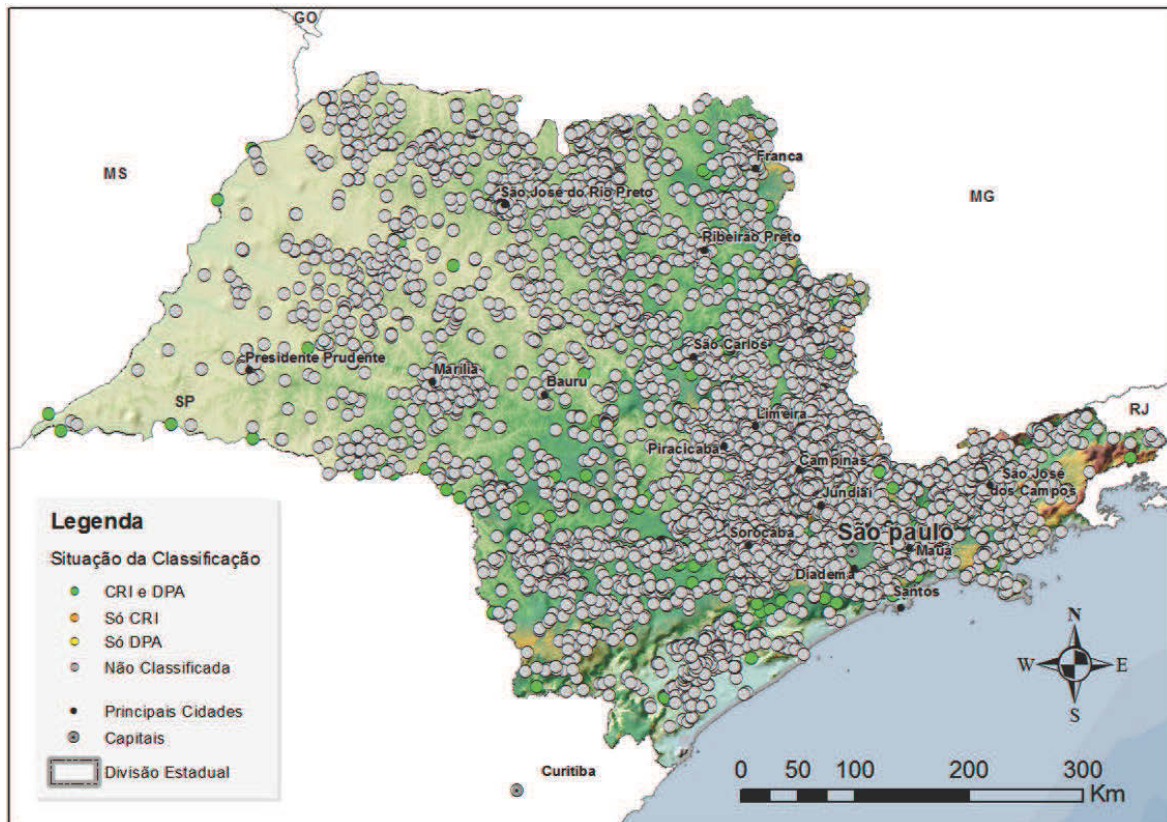 GO
MS
MG
Franca
São José do Rio Preto
Ribeirão Preto
São Carlos
Presidente Prudente
Marília
Bauru
SP
Limeira
RJ
Piracicaba
Campinas
São José
dos Campos
Jundiaí
São paulo
Sorocaba
Mauá
Diadema
Santos
Legenda
Situação da Classificação
CRI e DPA
Só CRI
Só DPA
Não Classificada
Principais Cidades
Capitais
Divisão Estadual
Curitiba
N
W E
S
0 50 100 200 300
Km